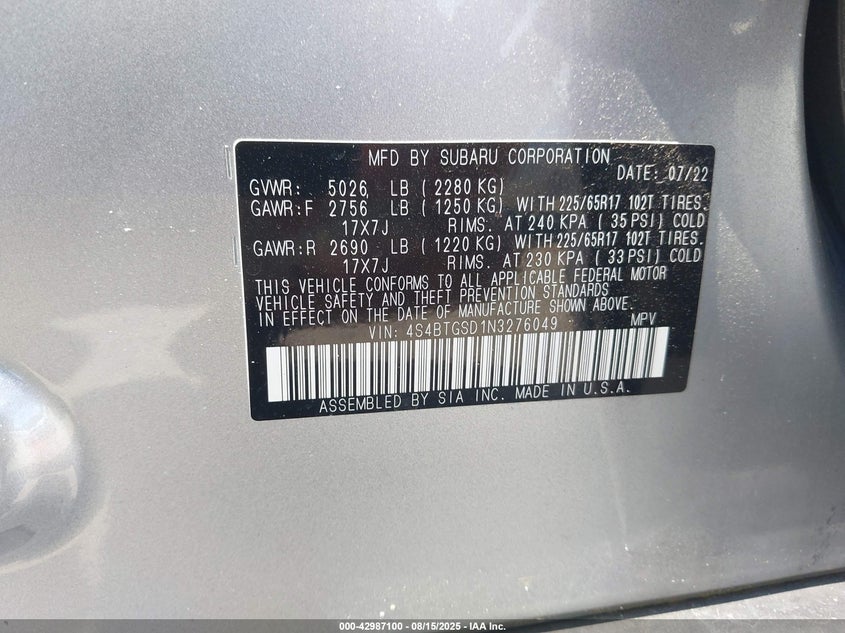 MFD BY SUBARU CORPORATION
DATE: 07/22
GVWR: 5026 LB (2280 KG)
GAWR:F 2756 LB (1250 KG) WITH 225/65R17 102T TIRES.
17X7J RIMS. AT 240 KPA (35 PSI) COLD
GAWR:R 2690 LB (1220 KG) WITH 225/65R17 102T TIRES.
17X7J RIMS. AT 230 KPA (33 PSI) COLD
THIS VEHICLE CONFORMS TO ALL APPLICABLE FEDERAL MOTOR
VEHICLE SAFETY AND THEFT PREVENTION STANDARDS
IN EFFECT ON THE DATE OF MANUFACTURE SHOWN ABOVE.
VIN: 4S4BTGSD1N3276049 MPV
ASSEMBLED BY SIA INC. MADE IN U.S.A.
000-42987100 - 08/15/2025 - IAA Inc.